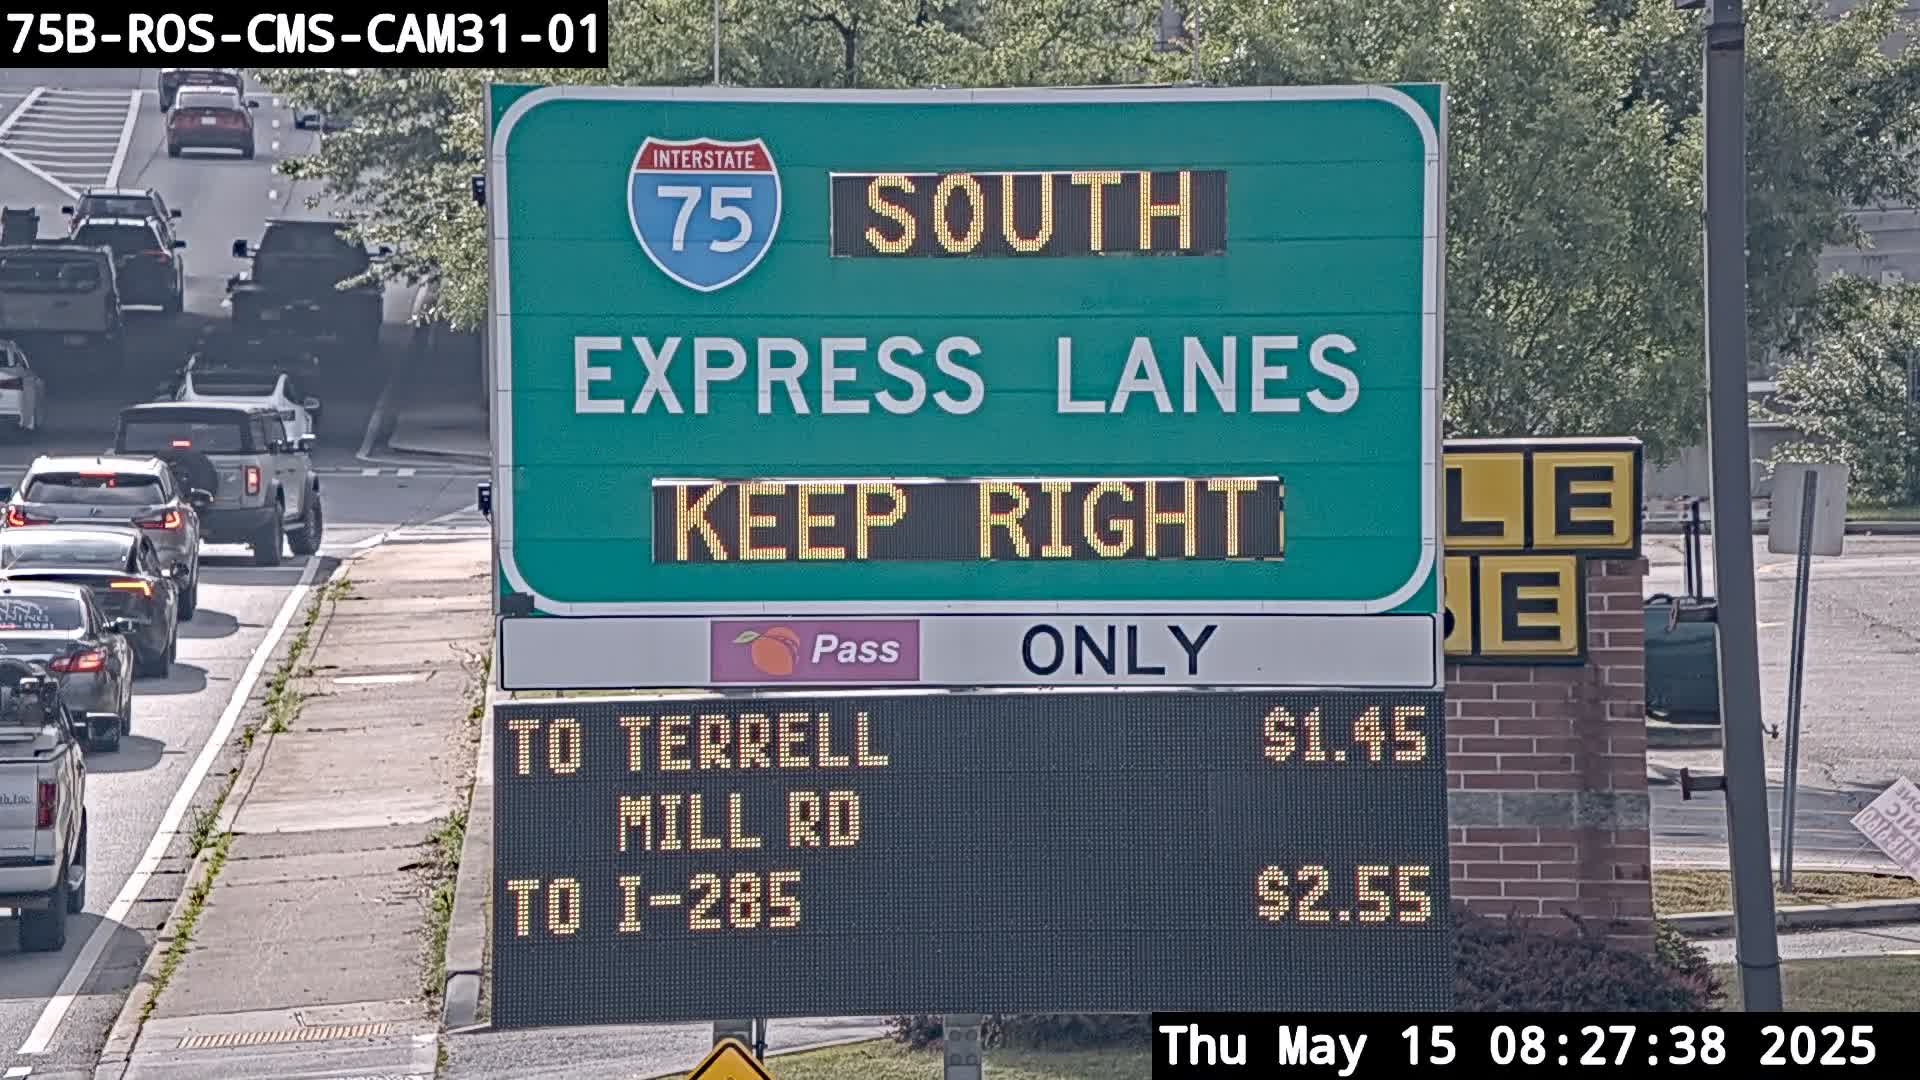 75B-ROS-CMS-CAM31-01
INTERSTATE
75
SOUTH
EXPRESS LANES
KEEP RIGHT
Pass ONLY
TO TERRELL $1.45
MILL RD
TO I-285 $2.55
LE
E
Thu May 15 08:27:38 2025